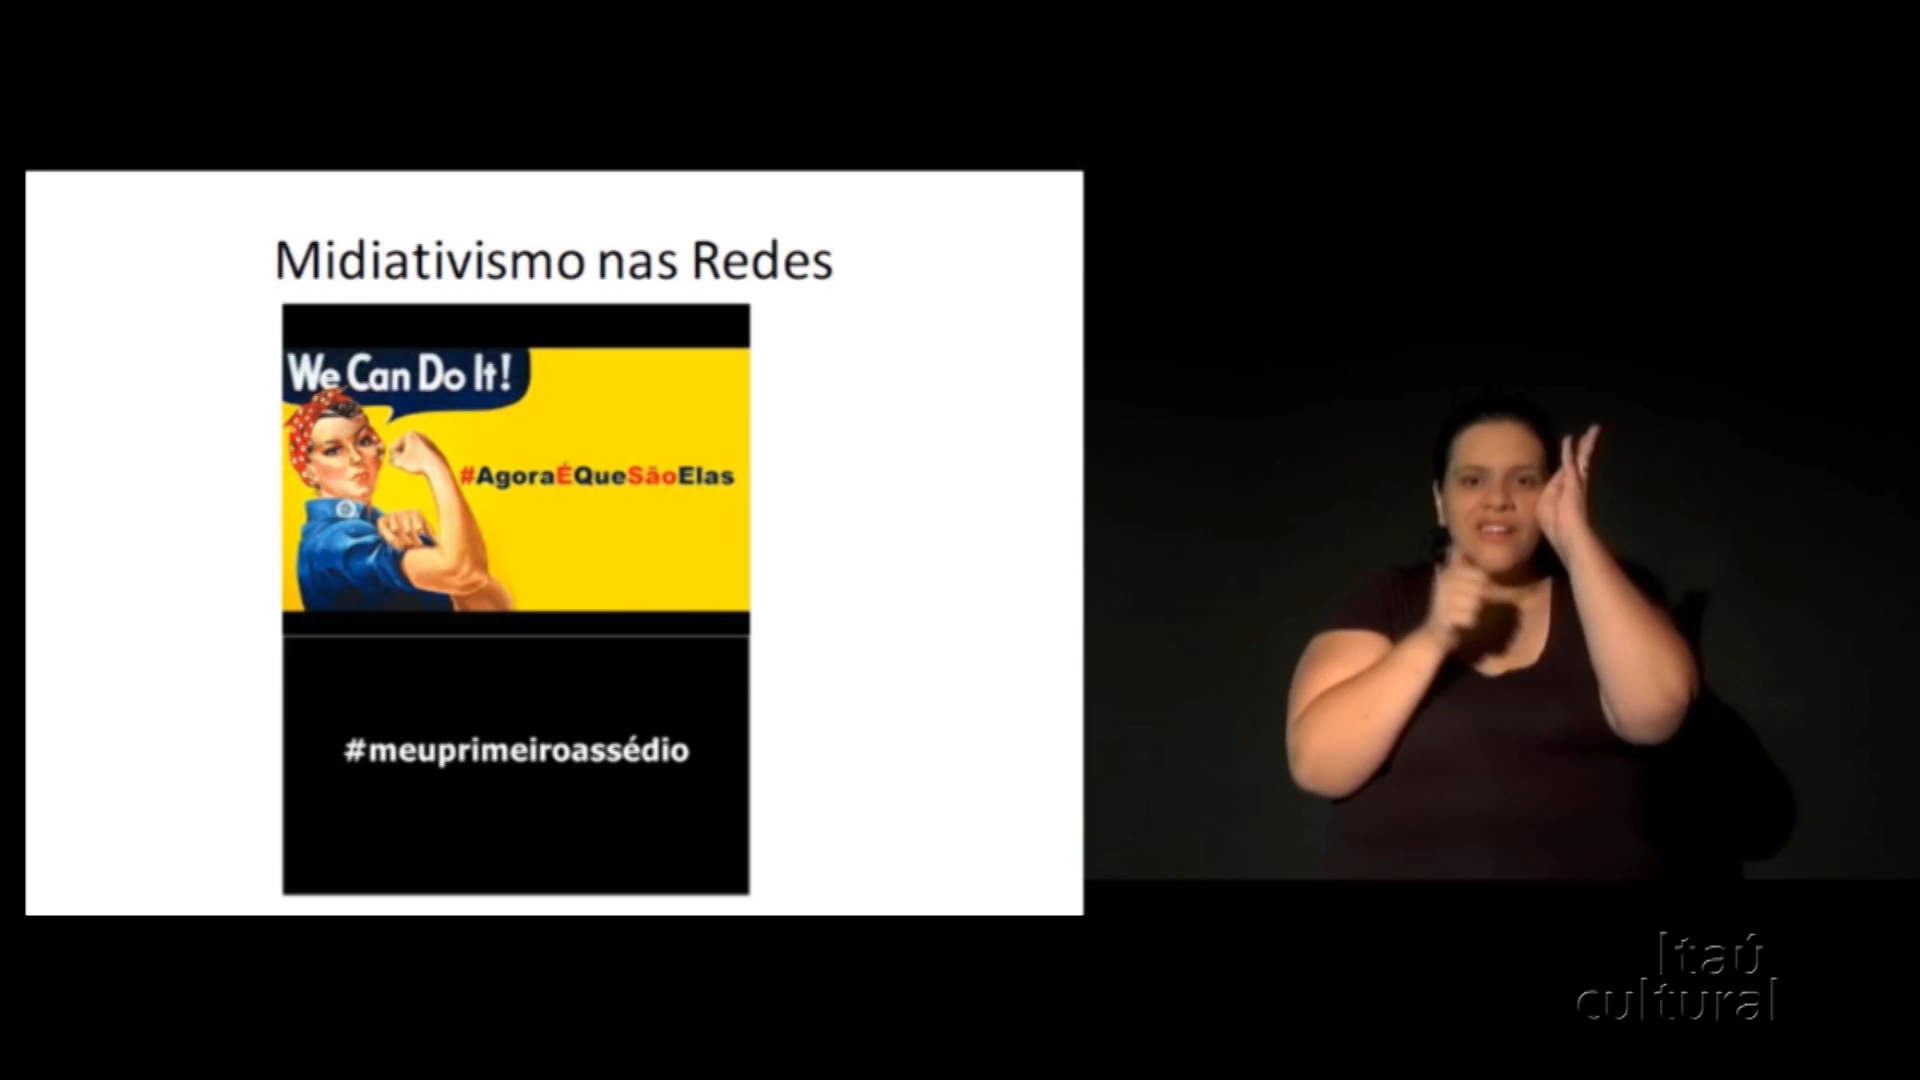 Midiativismo nas Redes
We Can Do It!
#AgoraÉQueSãoElas
#meuprimeiroassédio
Itaú
cultural